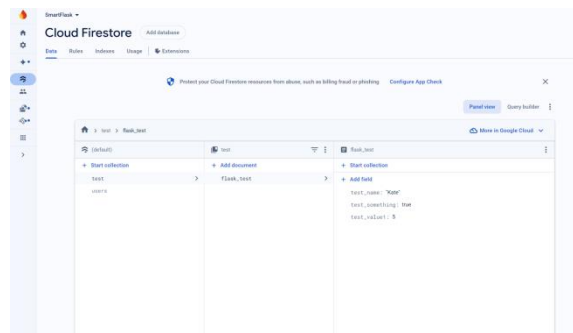 SmartFlask
Cloud Firestore
Add database
Data Rules Indexes Usage Extensions
Protect your Cloud Firestore resources from abuse, such as billing fraud or phishing Configure App Check
Panel view Query builder
test > flask_test
More in Google Cloud
(default)
test
flask_test
+ Start collection
+ Add document
+ Start collection
test
flask_test
+ Add field
users
test_name: "Kate"
test_something: true
test_value1: 5